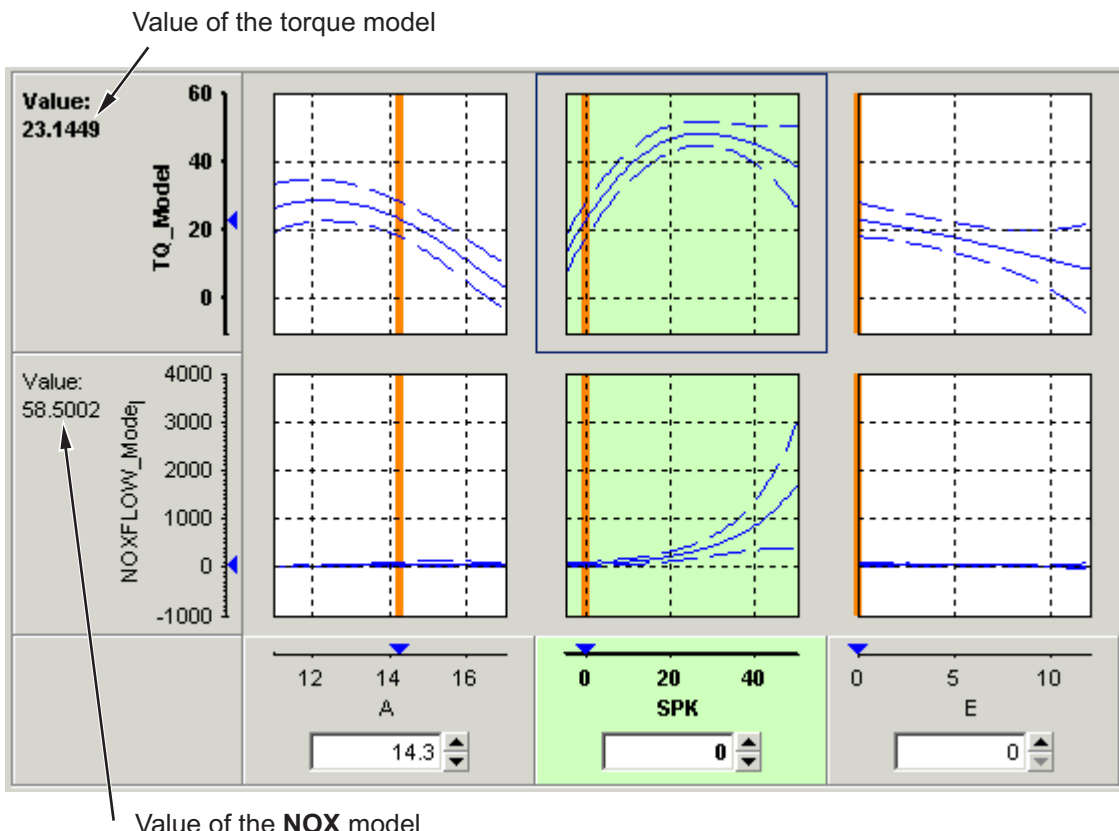 Value of the torque model
Value:
23.1449
TQ_Model
60
40
20
0
Value:
58.5002
NOXFLOW_Model
4000
3000
2000
1000
0
-1000
12 14 16
A
14.3
0 20 40
SPK
0
0 5 10
E
0
Value of the NOX model